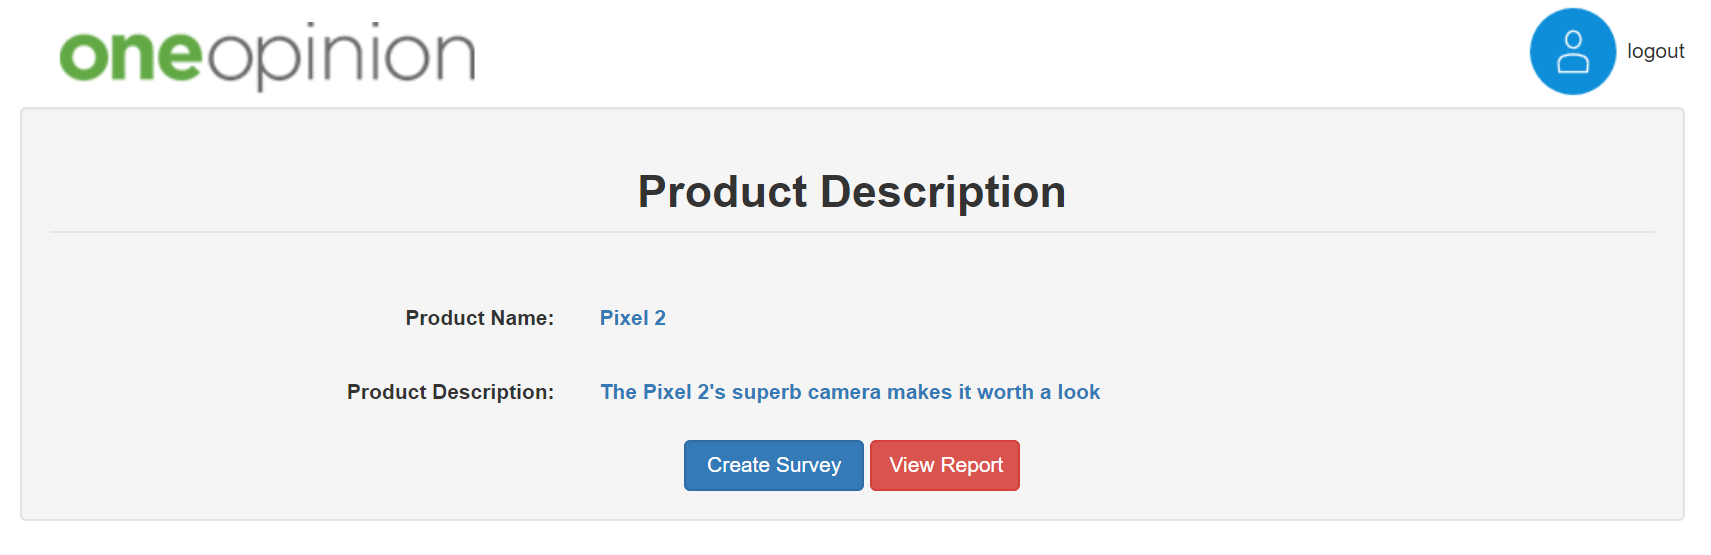 oneopinion
logout
Product Description
Product Name: Pixel 2
Product Description: The Pixel 2's superb camera makes it worth a look
Create Survey View Report